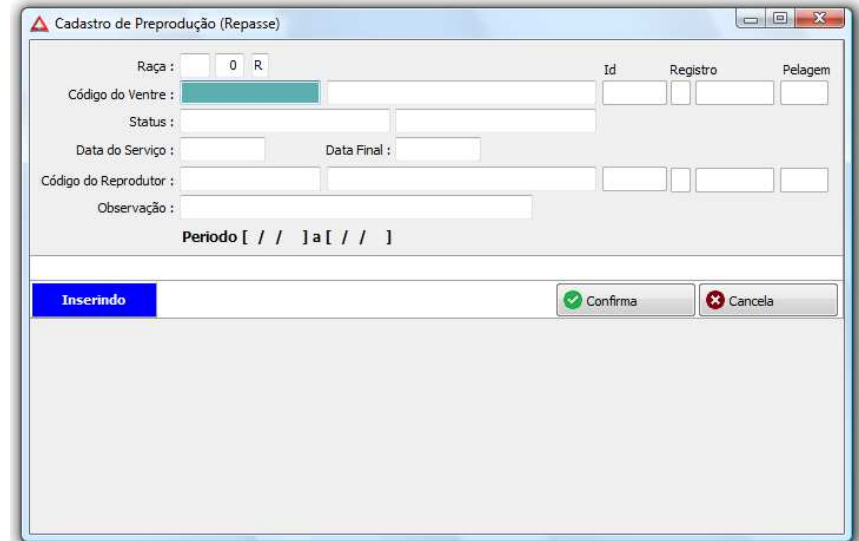 Cadastro de Preprodução (Repasse)
Raça : 0 R
Id Registro Pelagem
Código do Ventre :
Status :
Data do Serviço : Data Final :
Código do Reprodutor :
Observação :
Periodo [ / / ] a [ / / ]
Inserindo Confirma Cancela